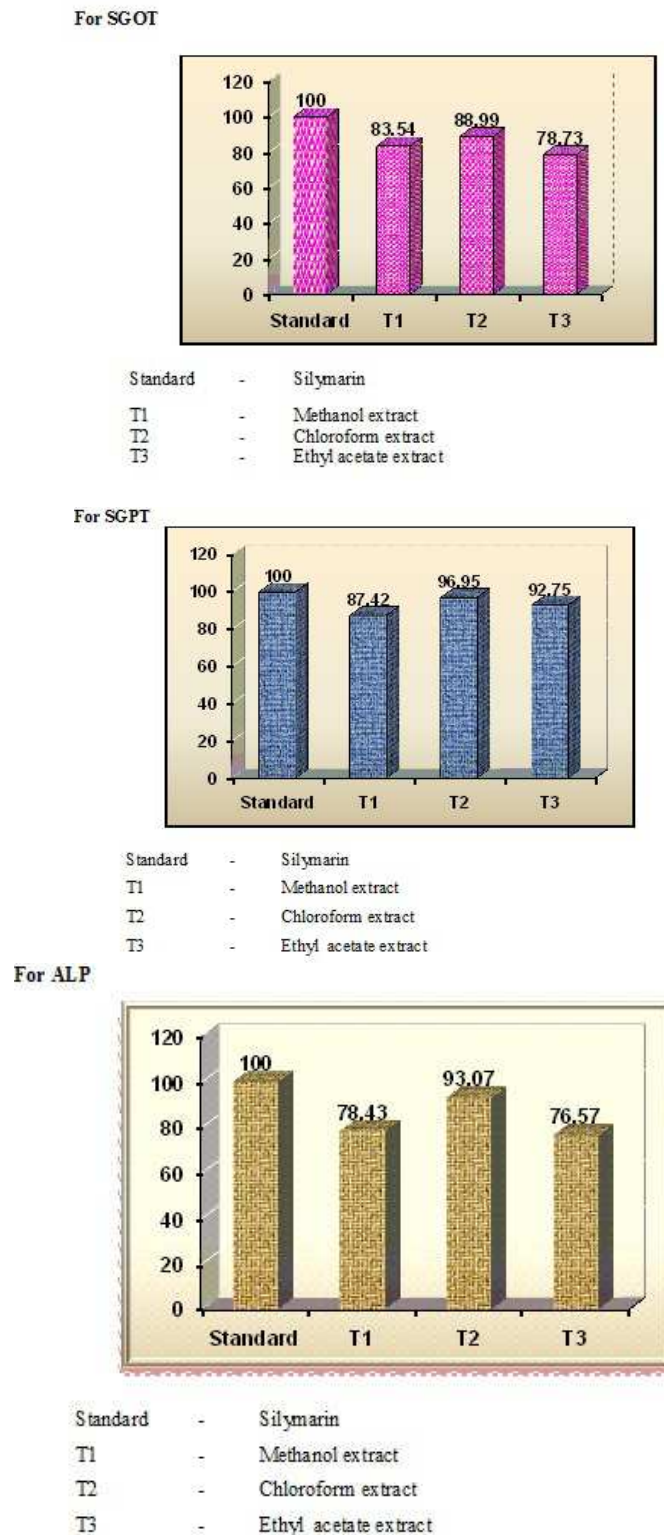 For SGOT
120
100
80
60
40
20
0
100
83.54
88.99
78.73
Standard T1 T2 T3
Standard - Silymarin
T1 - Methanol extract
T2 - Chloroform extract
T3 - Ethyl acetate extract
For SGPT
120
100
80
60
40
20
0
100
87.42
96.95
92.75
Standard T1 T2 T3
Standard - Silymarin
T1 - Methanol extract
T2 - Chloroform extract
T3 - Ethyl acetate extract
For ALP
120
100
80
60
40
20
0
100
78.43
93.07
76.57
Standard T1 T2 T3
Standard - Silymarin
T1 - Methanol extract
T2 - Chloroform extract
T3 - Ethyl acetate extract